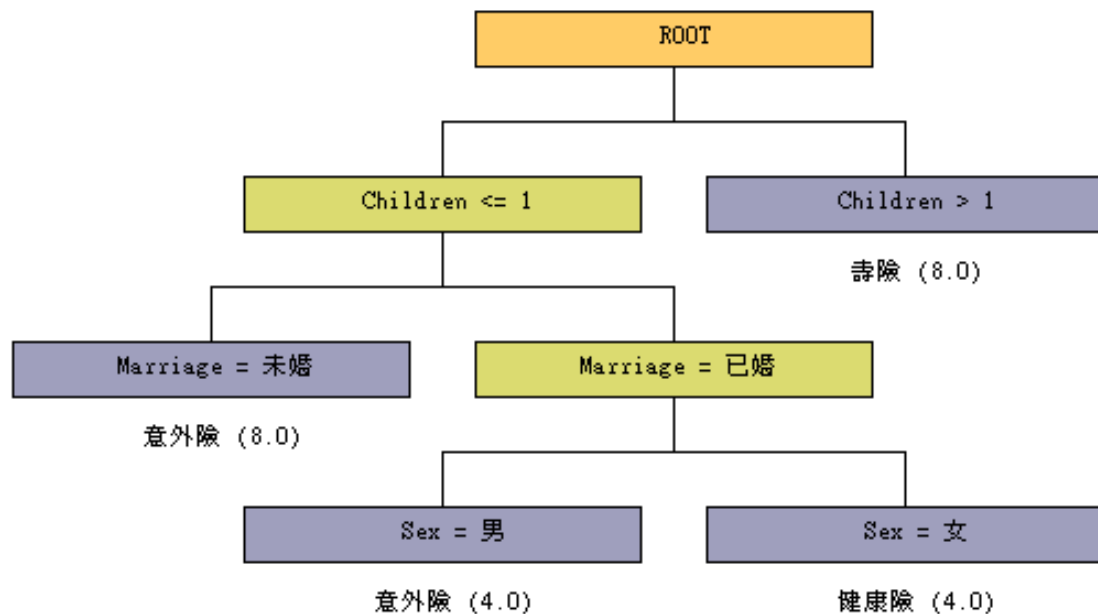 ROOT
Children <= 1
Children > 1
壽險 (8.0)
Marriage = 未婚
Marriage = 已婚
意外險 (8.0)
Sex = 男
Sex = 女
意外險 (4.0)
健康險 (4.0)